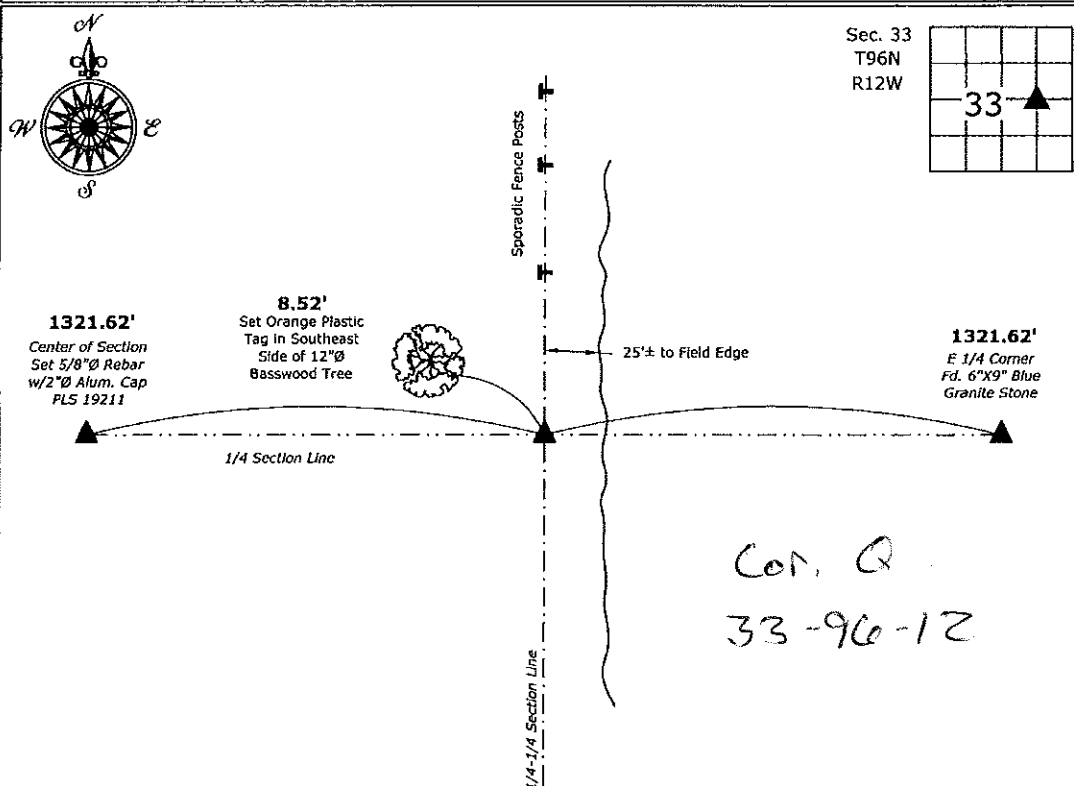 N
W
E
S
Sec. 33
T96N
R12W
33
Sporadic Fence Posts
1321.62'
Center of Section
Set 5/8"Ø Rebar
w/2"Ø Alum. Cap
PLS 19211
8.52'
Set Orange Plastic
Tag in Southeast
Side of 12"Ø
Basswood Tree
25'± to Field Edge
1321.62'
E 1/4 Corner
Fd. 6"X9" Blue
Granite Stone
1/4 Section Line
Cor. Q
33-96-12
1/4-1/4 Section Line